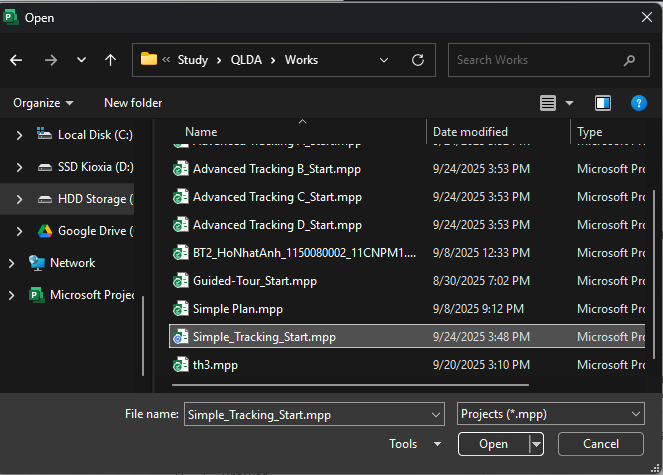 Open
« Study › QLDA › Works
Search Works
Organize
New folder
Name
Date modified
Type
Local Disk (C:)
SSD Kioxia (D:)
HDD Storage (
Google Drive (
Network
Microsoft Projec
Advanced Tracking B_Start.mpp 9/24/2025 3:53 PM Microsoft Pro
Advanced Tracking C_Start.mpp 9/24/2025 3:53 PM Microsoft Pro
Advanced Tracking D_Start.mpp 9/24/2025 3:53 PM Microsoft Pro
BT2_HoNhatAnh_1150080002_11CNPM1.... 9/8/2025 12:33 PM Microsoft Pro
Guided-Tour_Start.mpp 8/30/2025 7:02 PM Microsoft Pro
Simple Plan.mpp 9/8/2025 9:12 PM Microsoft Pro
Simple_Tracking_Start.mpp 9/24/2025 3:48 PM Microsoft Pro
th3.mpp 9/20/2025 3:10 PM Microsoft Pro
File name: Simple_Tracking_Start.mpp
Projects (*.mpp)
Tools
Open
Cancel